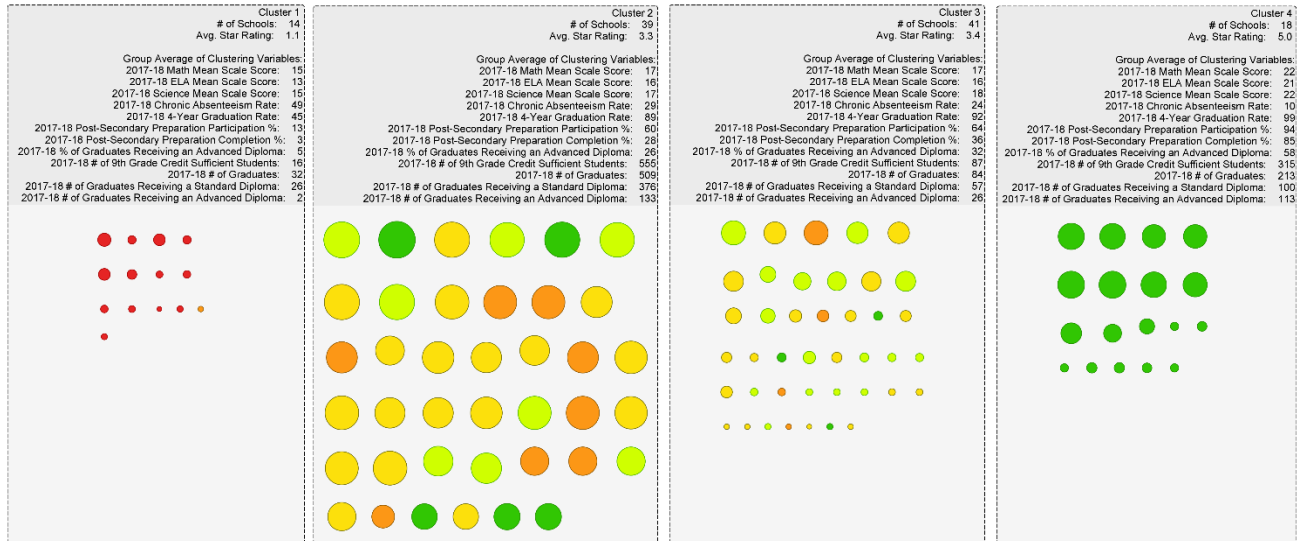 Cluster 1
# of Schools: 14
Avg. Star Rating: 1.1
Group Average of Clustering Variables:
2017-18 Math Mean Scale Score: 15
2017-18 ELA Mean Scale Score: 13
2017-18 Science Mean Scale Score: 15
2017-18 Chronic Absenteeism Rate: 49
2017-18 4-Year Graduation Rate: 45
2017-18 Post-Secondary Preparation Participation %: 13
2017-18 Post-Secondary Preparation Completion %: 3
2017-18 % of Graduates Receiving an Advanced Diploma: 5
2017-18 # of 9th Grade Credit Sufficient Students: 16
2017-18 # of Graduates: 32
2017-18 # of Graduates Receiving a Standard Diploma: 26
2017-18 # of Graduates Receiving an Advanced Diploma: 2
Cluster 2
# of Schools: 39
Avg. Star Rating: 3.3
Group Average of Clustering Variables:
2017-18 Math Mean Scale Score: 17
2017-18 ELA Mean Scale Score: 16
2017-18 Science Mean Scale Score: 17
2017-18 Chronic Absenteeism Rate: 29
2017-18 4-Year Graduation Rate: 89
2017-18 Post-Secondary Preparation Participation %: 60
2017-18 Post-Secondary Preparation Completion %: 28
2017-18 % of Graduates Receiving an Advanced Diploma: 26
2017-18 # of 9th Grade Credit Sufficient Students: 555
2017-18 # of Graduates: 509
2017-18 # of Graduates Receiving a Standard Diploma: 376
2017-18 # of Graduates Receiving an Advanced Diploma: 133
Cluster 3
# of Schools: 41
Avg. Star Rating: 3.4
Group Average of Clustering Variables:
2017-18 Math Mean Scale Score: 17
2017-18 ELA Mean Scale Score: 16
2017-18 Science Mean Scale Score: 18
2017-18 Chronic Absenteeism Rate: 24
2017-18 4-Year Graduation Rate: 92
2017-18 Post-Secondary Preparation Participation %: 64
2017-18 Post-Secondary Preparation Completion %: 36
2017-18 % of Graduates Receiving an Advanced Diploma: 32
2017-18 # of 9th Grade Credit Sufficient Students: 87
2017-18 # of Graduates: 84
2017-18 # of Graduates Receiving a Standard Diploma: 57
2017-18 # of Graduates Receiving an Advanced Diploma: 26
Cluster 4
# of Schools: 18
Avg. Star Rating: 5.0
Group Average of Clustering Variables:
2017-18 Math Mean Scale Score: 22
2017-18 ELA Mean Scale Score: 21
2017-18 Science Mean Scale Score: 22
2017-18 Chronic Absenteeism Rate: 10
2017-18 4-Year Graduation Rate: 99
2017-18 Post-Secondary Preparation Participation %: 94
2017-18 Post-Secondary Preparation Completion %: 85
2017-18 % of Graduates Receiving an Advanced Diploma: 58
2017-18 # of 9th Grade Credit Sufficient Students: 315
2017-18 # of Graduates: 213
2017-18 # of Graduates Receiving a Standard Diploma: 100
2017-18 # of Graduates Receiving an Advanced Diploma: 113